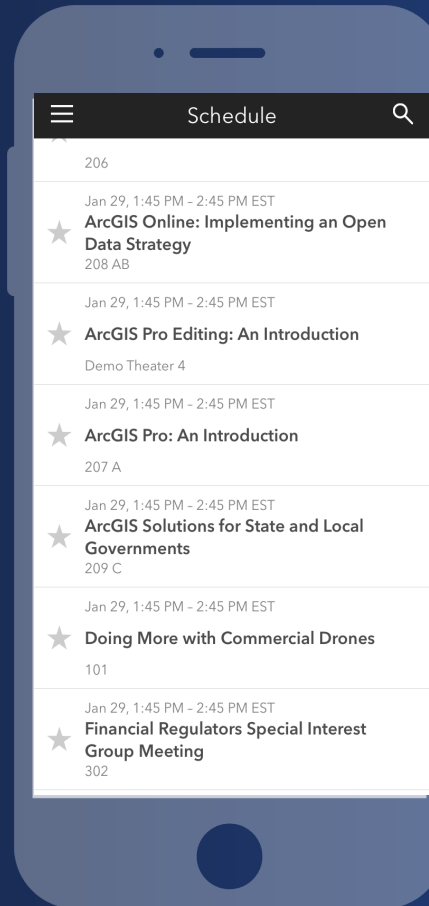 Schedule
206
Jan 29, 1:45 PM – 2:45 PM EST
ArcGIS Online: Implementing an Open
Data Strategy
208 AB
Jan 29, 1:45 PM – 2:45 PM EST
ArcGIS Pro Editing: An Introduction
Demo Theater 4
Jan 29, 1:45 PM – 2:45 PM EST
ArcGIS Pro: An Introduction
207 A
Jan 29, 1:45 PM – 2:45 PM EST
ArcGIS Solutions for State and Local
Governments
209 C
Jan 29, 1:45 PM – 2:45 PM EST
Doing More with Commercial Drones
101
Jan 29, 1:45 PM – 2:45 PM EST
Financial Regulators Special Interest
Group Meeting
302